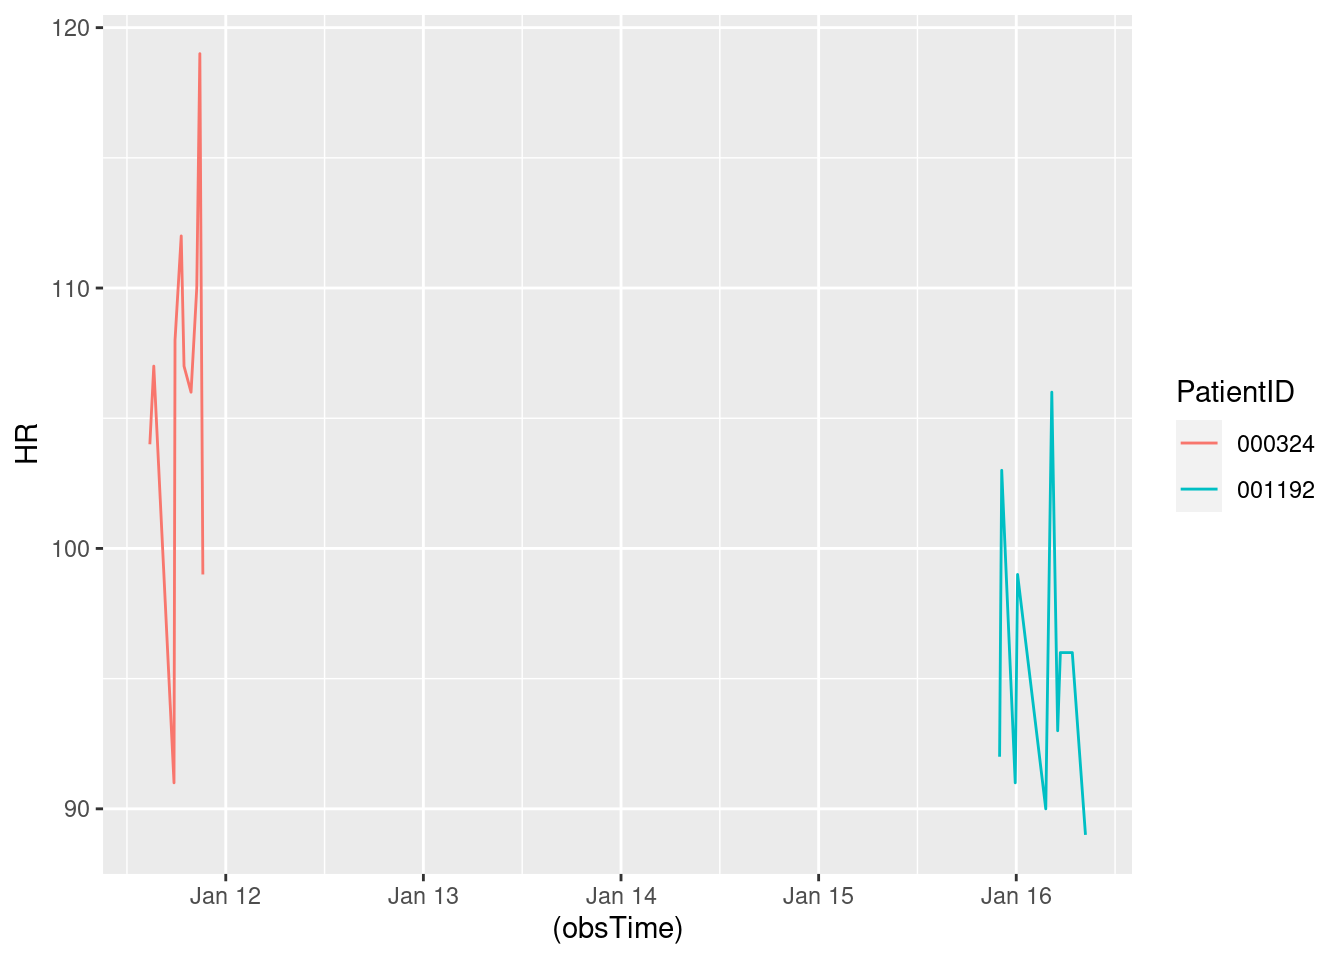 120
110
100
90
HR
Jan 12
Jan 13
Jan 14
Jan 15
Jan 16
(obsTime)
PatientID
000324
001192